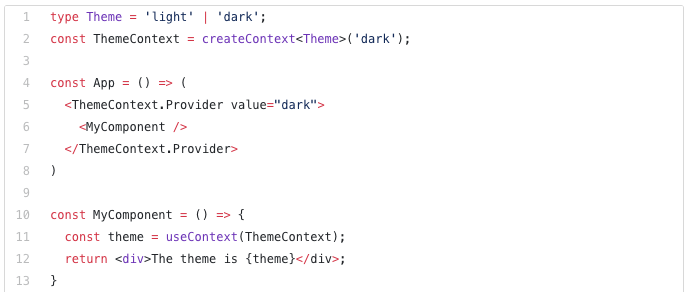 1 type Theme = 'light' | 'dark';
2 const ThemeContext = createContext<Theme>('dark');
3
4 const App = () => (
5   <ThemeContext.Provider value="dark">
6     <MyComponent />
7   </ThemeContext.Provider>
8 )
9
10 const MyComponent = () => {
11   const theme = useContext(ThemeContext);
12   return <div>The theme is {theme}</div>;
13 }